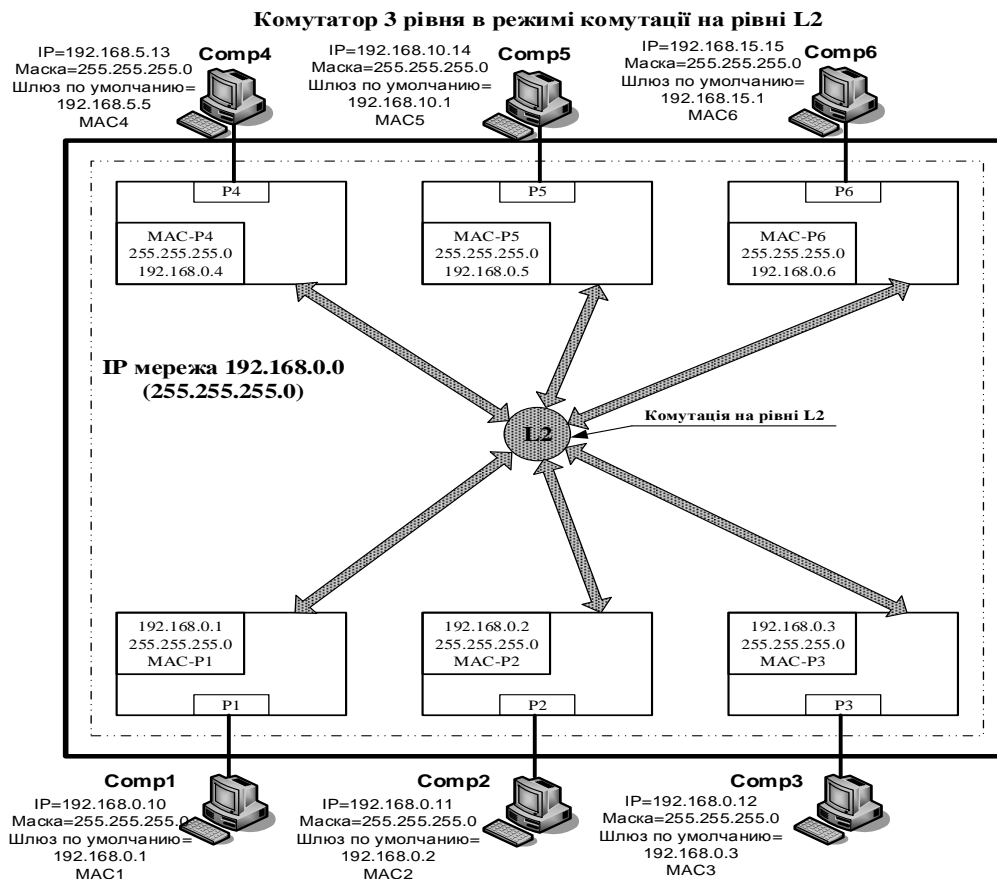 Комутатор 3 рівня в режимі комутації на рівні L2
Comp4
IP=192.168.5.13
Маска=255.255.255.0
Шлюз по умолчанию=
192.168.5.5
MAC4
Comp5
IP=192.168.10.14
Маска=255.255.255.0
Шлюз по умолчанию=
192.168.10.1
MAC5
Comp6
IP=192.168.15.15
Маска=255.255.255.0
Шлюз по умолчанию=
192.168.15.1
MAC6
P4
MAC-P4
255.255.255.0
192.168.0.4
P5
MAC-P5
255.255.255.0
192.168.0.5
P6
MAC-P6
255.255.255.0
192.168.0.6
IP мережа 192.168.0.0
(255.255.255.0)
L2
Комутація на рівні L2
192.168.0.1
255.255.255.0
MAC-P1
P1
192.168.0.2
255.255.255.0
MAC-P2
P2
192.168.0.3
255.255.255.0
MAC-P3
P3
Comp1
IP=192.168.0.10
Маска=255.255.255.0
Шлюз по умолчанию=
192.168.0.1
MAC1
Comp2
IP=192.168.0.11
Маска=255.255.255.0
Шлюз по умолчанию=
192.168.0.2
MAC2
Comp3
IP=192.168.0.12
Маска=255.255.255.0
Шлюз по умолчанию=
192.168.0.3
MAC3